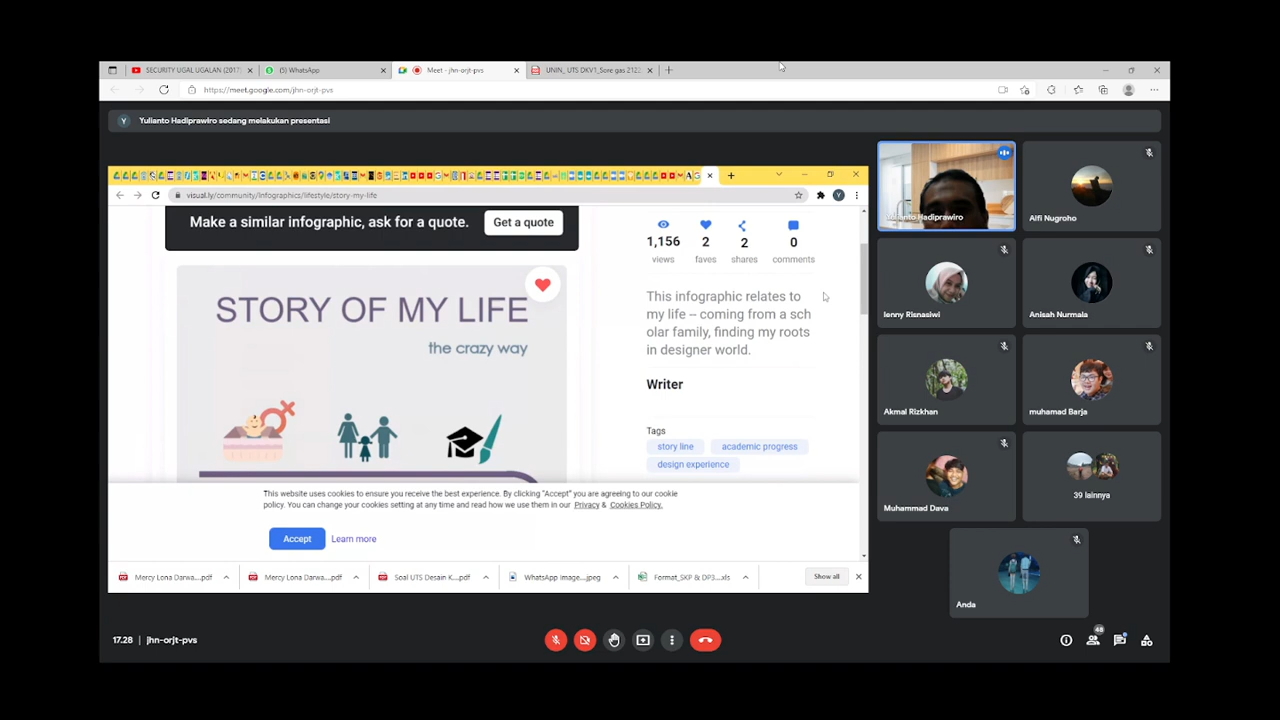 SECURITY UGAL UGALAN (2017)
(5) WhatsApp
Meet - jhn-orjt-pvs
UNIN_ UTS DKV1_Sore gas 2122
https://meet.google.com/jhn-orjt-pvs
Y Yulianto Hadiprawiro sedang melakukan presentasi
visual.ly/community/Infographics/lifestyle/story-my-life
Y
Make a similar infographic, ask for a quote.
Get a quote
1,156
views
2
faves
2
shares
0
comments
STORY OF MY LIFE
the crazy way
This infographic relates to
my life -- coming from a sch
olar family, finding my roots
in designer world.
Writer
Tags
story line
academic progress
design experience
This website uses cookies to ensure you receive the best experience. By clicking "Accept" you are agreeing to our cookie
policy. You can change your cookies setting at any time and read how we use them in our Privacy & Cookies Policy.
Accept
Learn more
Mercy Lona Darwa....pdf
Mercy Lona Darwa....pdf
Soal UTS Desain K....pdf
WhatsApp Image....jpeg
Format_SKP & DP3....xls
Show all
Yulianto Hadiprawiro
Alfi Nugroho
Ienny Risnasiwi
Anisah Nurmala
Akmal Rizkhan
muhamad Barja
Muhammad Dava
39 lainnya
Anda
17.28 | jhn-orjt-pvs
48